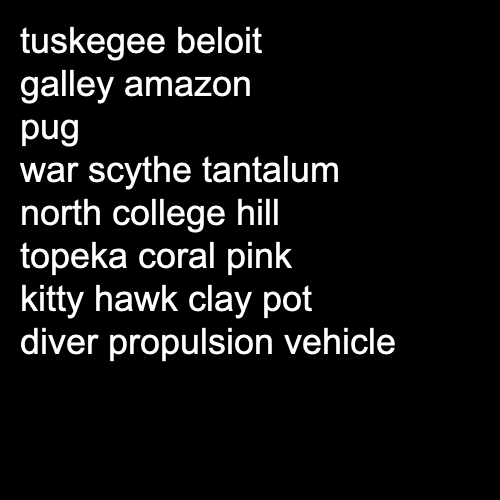 tuskegee beloit
galley amazon
pug
war scythe tantalum
north college hill
topeka coral pink
kitty hawk clay pot
diver propulsion vehicle